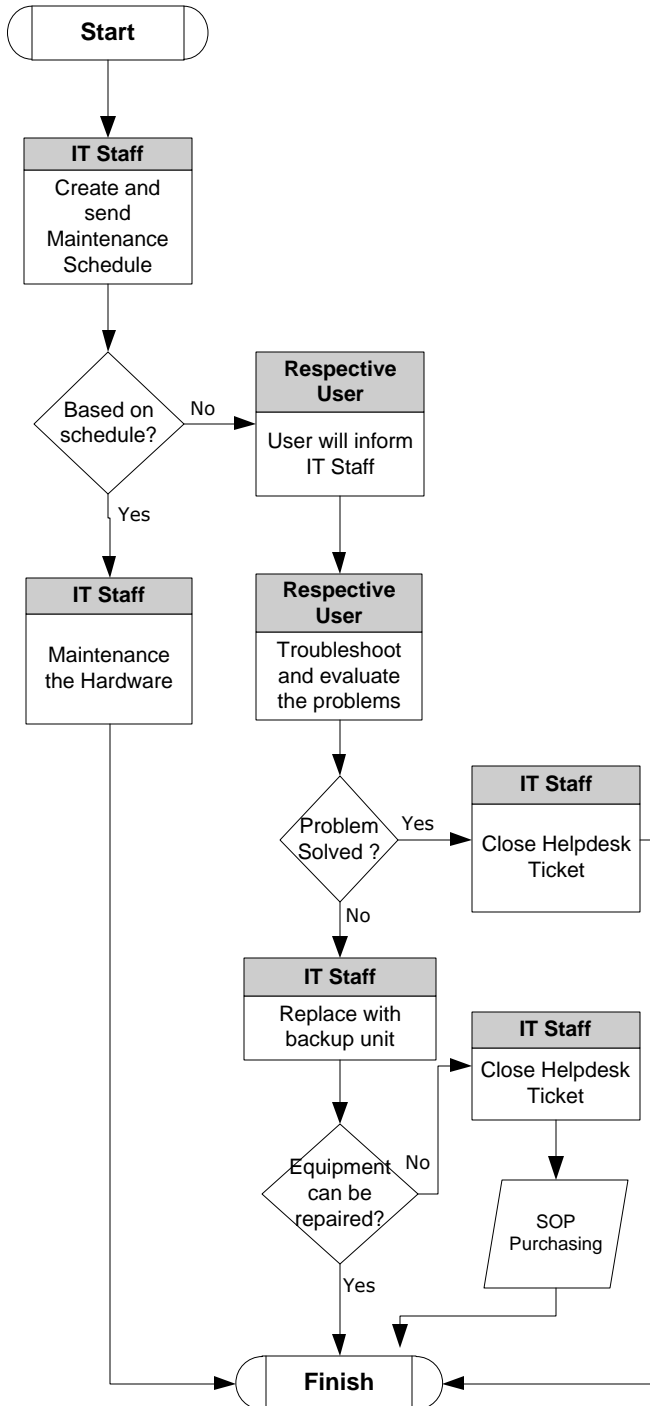 Start
IT Staff
Create and
send
Maintenance
Schedule
Based on
schedule?
No
Yes
Respective
User
User will inform
IT Staff
IT Staff
Maintenance
the Hardware
Respective
User
Troubleshoot
and evaluate
the problems
Problem
Solved ?
Yes
No
IT Staff
Close Helpdesk
Ticket
IT Staff
Replace with
backup unit
Equipment
can be
repaired?
No
Yes
IT Staff
Close Helpdesk
Ticket
SOP
Purchasing
Finish